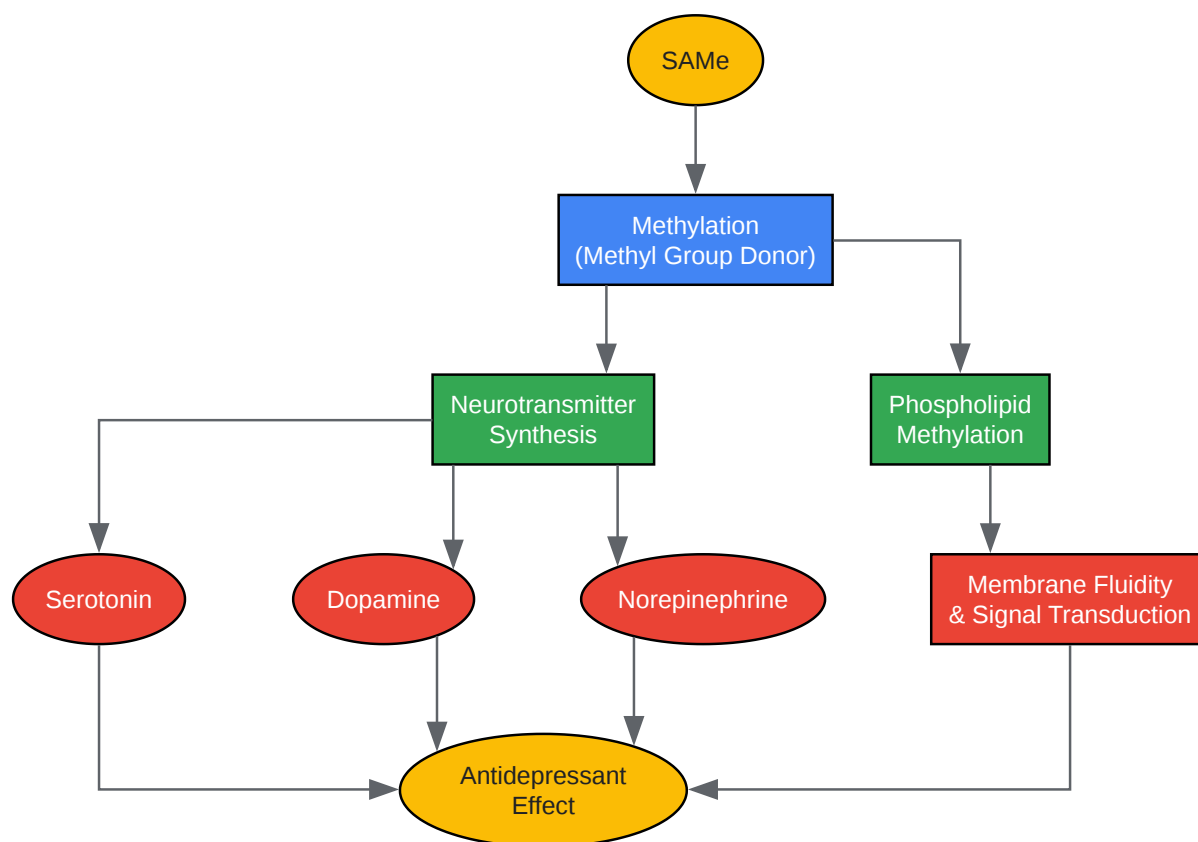 SAMe
Methylation
(Methyl Group Donor)
Neurotransmitter
Synthesis
Phospholipid
Methylation
Serotonin
Dopamine
Norepinephrine
Membrane Fluidity
& Signal Transduction
Antidepressant
Effect